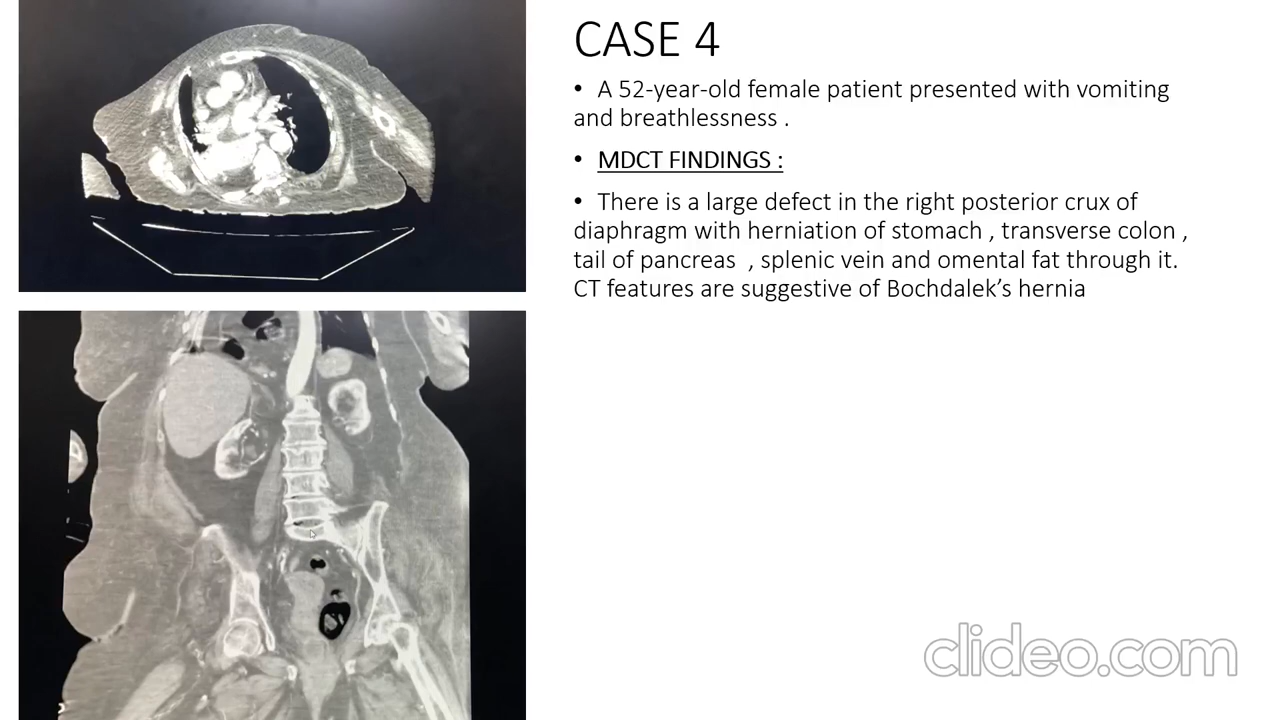 CASE 4
• A 52-year-old female patient presented with vomiting
and breathlessness .
• MDCT FINDINGS :
• There is a large defect in the right posterior crux of
diaphragm with herniation of stomach , transverse colon ,
tail of pancreas  , splenic vein and omental fat through it.
CT features are suggestive of Bochdalek’s hernia
clideo.com